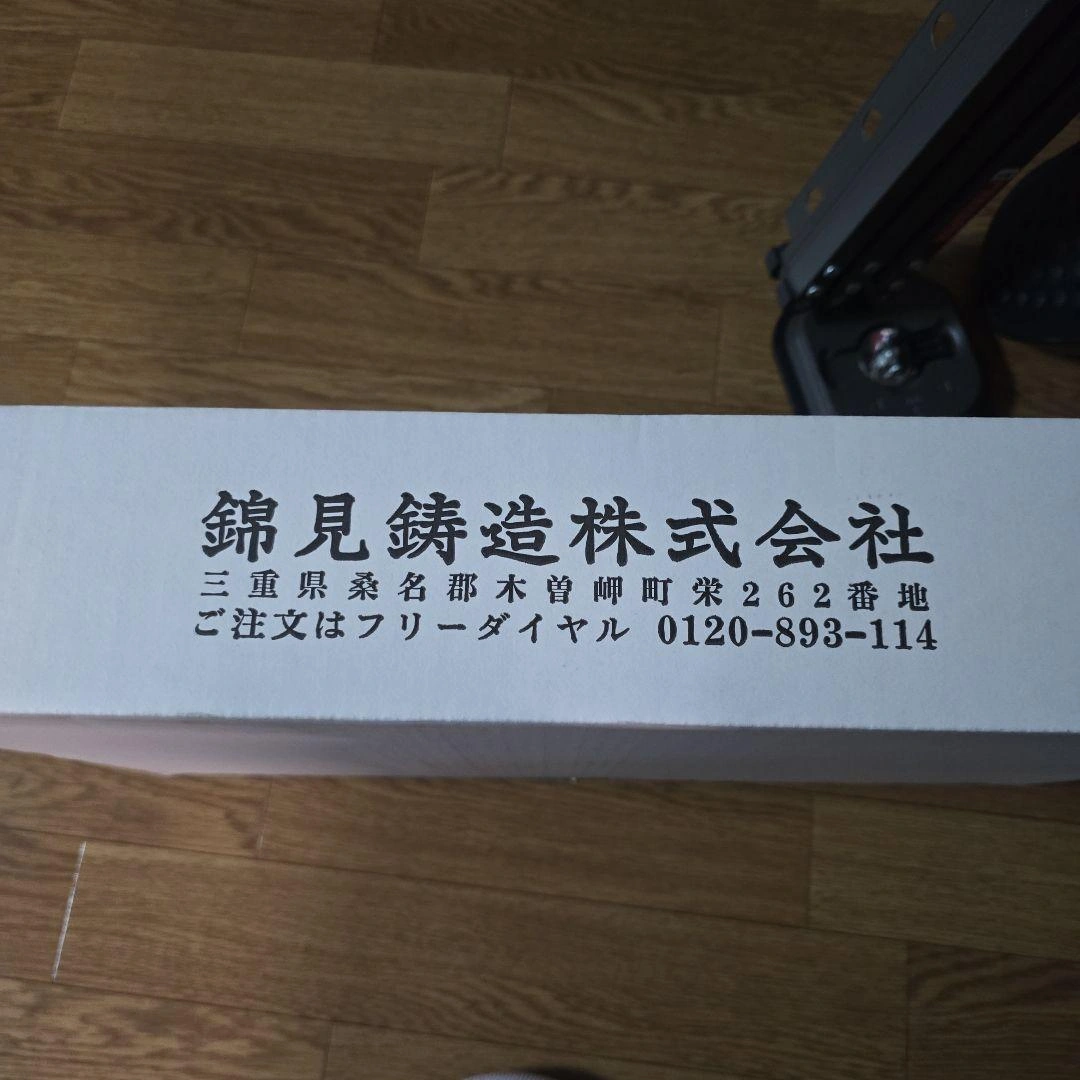 錦見鋳造株式会社
三重県桑名郡木曽岬町栄262番地
ご注文はフリーダイヤル 0120-893-114